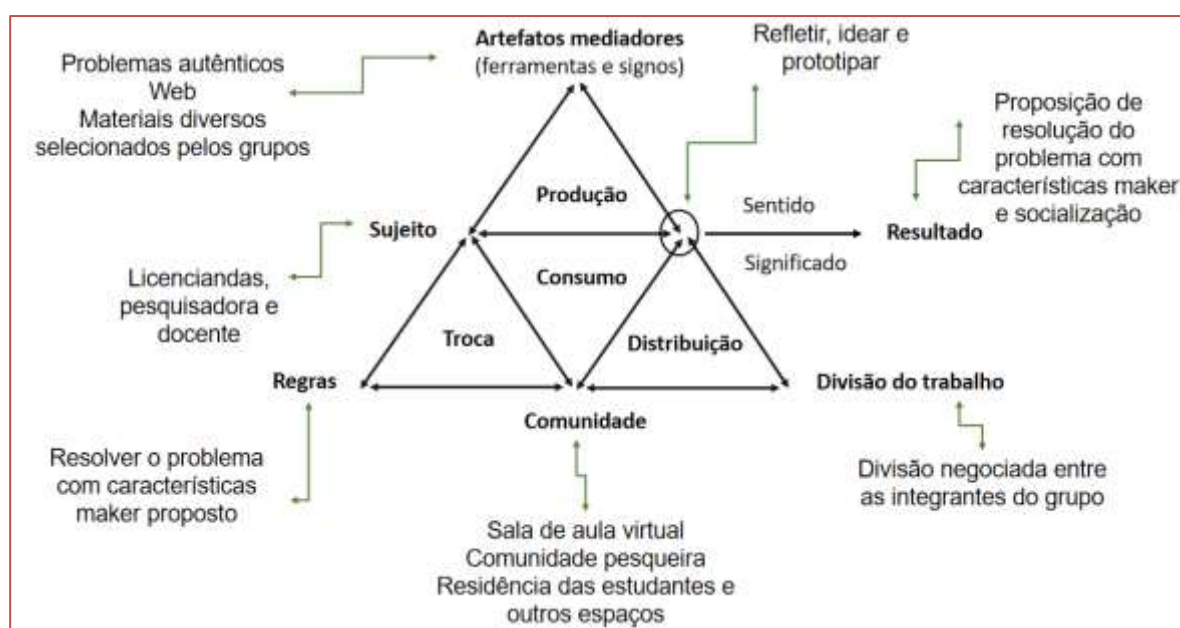 Artefatos mediadores
(ferramentas e signos)
Refletir, idear e
prototipar
Problemas autênticos
Web
Materiais diversos
selecionados pelos grupos
Proposição de
resolução do
problema com
características maker
e socialização
Produção
Sentido
Sujeito
Resultado
Consumo
Significado
Licenciandas,
pesquisadora e
docente
Troca
Distribuição
Regras
Divisão do trabalho
Comunidade
Resolver o problema
com características
maker proposto
Divisão negociada entre
as integrantes do grupo
Sala de aula virtual
Comunidade pesqueira
Residência das estudantes e
outros espaços